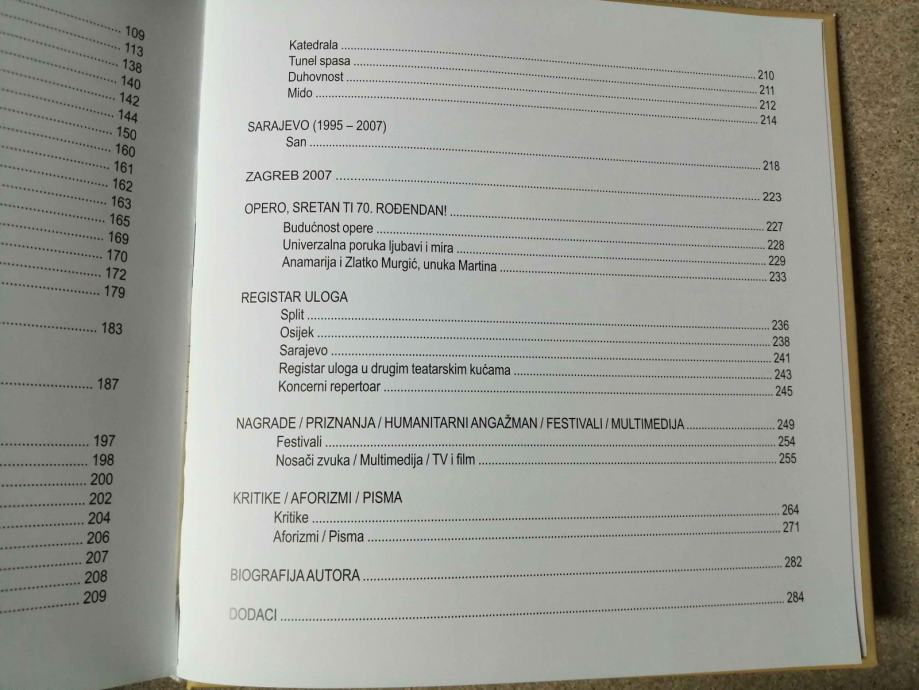 109
113
138
140
142
144
150
160
161
162
163
165
169
170
172
179
183
187
197
198
200
202
204
206
207
208
209
Katedrala ........ 210
Tunel spasa ........ 211
Duhovnost ........ 212
Mido ........ 214
SARAJEVO (1995 – 2007)
San ........ 218
ZAGREB 2007 ........ 223
OPERO, SRETAN TI 70. ROĐENDAN! ........ 227
Budućnost opere ........ 228
Univerzalna poruka ljubavi i mira ........ 229
Anamarija i Zlatko Murgić, unuka Martina ........ 233
REGISTAR ULOGA
Split ........ 236
Osijek ........ 238
Sarajevo ........ 241
Registar uloga u drugim teatarskim kućama ........ 243
Koncerni repertoar ........ 245
NAGRADE / PRIZNANJA / HUMANITARNI ANGAŽMAN / FESTIVALI / MULTIMEDIJA ........ 249
Festivali ........ 254
Nosači zvuka / Multimedija / TV i film ........ 255
KRITIKE / AFORIZMI / PISMA
Kritike ........ 264
Aforizmi / Pisma ........ 271
BIOGRAFIJA AUTORA ........ 282
DODACI ........ 284